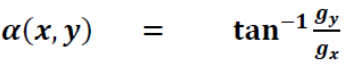 α(x, y) = tan⁻¹ g_y/g_x